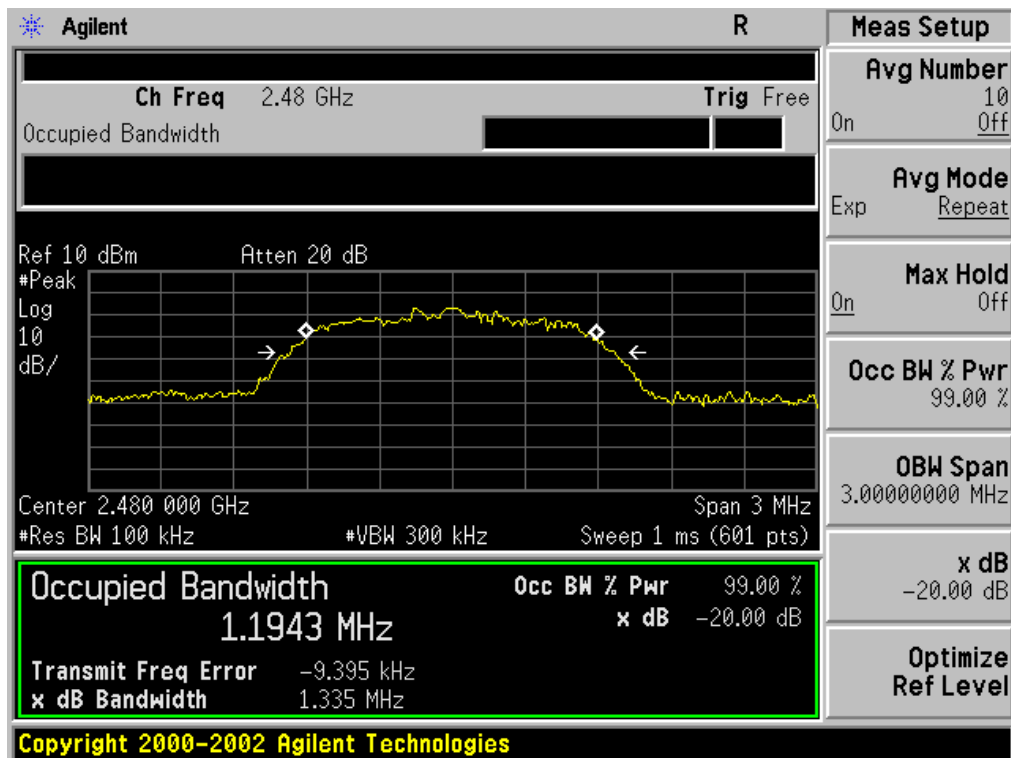 Agilent R
Meas Setup
Ch Freq 2.48 GHz Trig Free
Occupied Bandwidth
Ref 10 dBm Atten 20 dB
#Peak
Log
10
dB/
Center 2.480 000 GHz Span 3 MHz
#Res BW 100 kHz #VBW 300 kHz Sweep 1 ms (601 pts)
Occupied Bandwidth
1.1943 MHz
Occ BW % Pwr 99.00 %
x dB -20.00 dB
Transmit Freq Error -9.395 kHz
x dB Bandwidth 1.335 MHz
Avg Number
10
On Off
Avg Mode
Exp Repeat
Max Hold
On Off
Occ BW % Pwr
99.00 %
OBW Span
3.00000000 MHz
x dB
-20.00 dB
Optimize
Ref Level
Copyright 2000-2002 Agilent Technologies